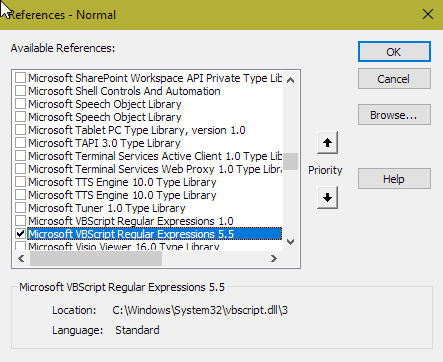 References - Normal
Available References:
Microsoft SharePoint Workspace API Private Type Lib
Microsoft Shell Controls And Automation
Microsoft Speech Object Library
Microsoft Speech Object Library
Microsoft Tablet PC Type Library, version 1.0
Microsoft TAPI 3.0 Type Library
Microsoft Terminal Services Active Client 1.0 Type Lib
Microsoft Terminal Services Web Proxy 1.0 Type Libra
Microsoft TTS Engine 10.0 Type Library
Microsoft TTS Engine 10.0 Type Library
Microsoft Tuner 1.0 Type Library
Microsoft VBScript Regular Expressions 1.0
Microsoft VBScript Regular Expressions 5.5
Microsoft Visio Viewer 16.0 Type Library
Priority
OK
Cancel
Browse...
Help
Microsoft VBScript Regular Expressions 5.5
Location: C:\Windows\System32\vbscript.dll\3
Language: Standard